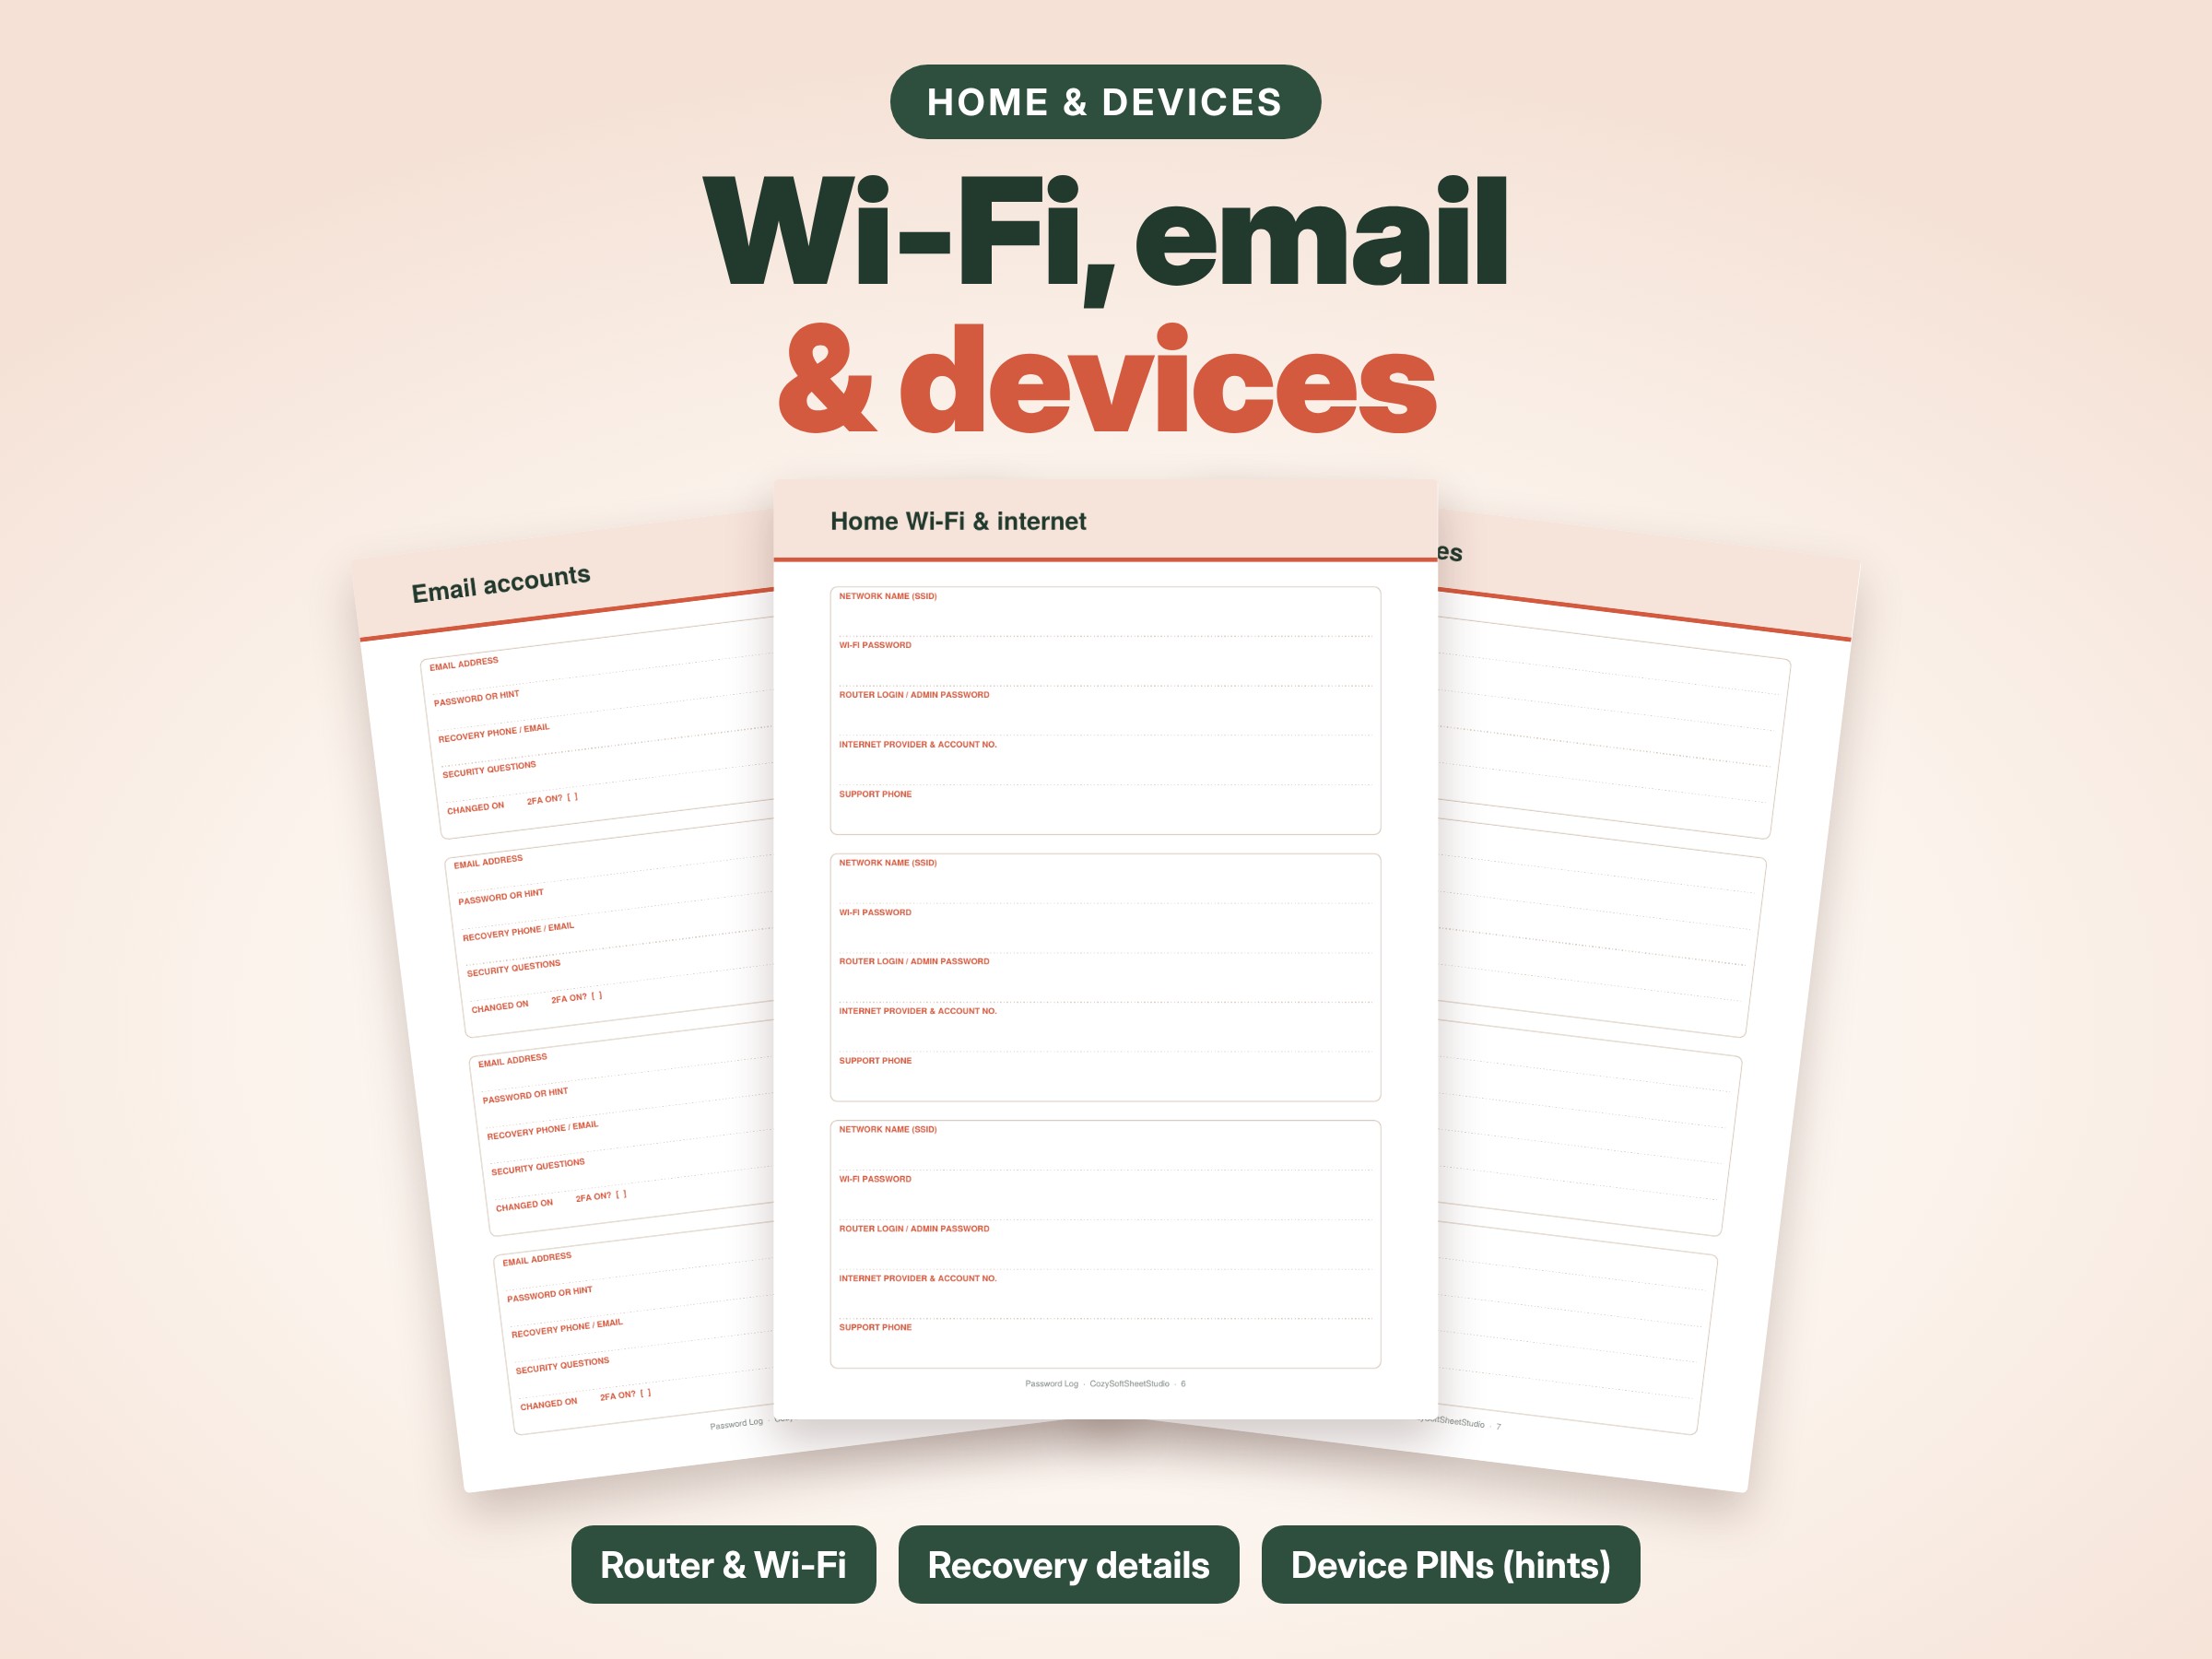 HOME & DEVICES
Wi-Fi, email
& devices
Email accounts
EMAIL ADDRESS
PASSWORD OR HINT
RECOVERY PHONE / EMAIL
SECURITY QUESTIONS
CHANGED ON 2FA ON? [ ]
EMAIL ADDRESS
PASSWORD OR HINT
RECOVERY PHONE / EMAIL
SECURITY QUESTIONS
CHANGED ON 2FA ON? [ ]
EMAIL ADDRESS
PASSWORD OR HINT
RECOVERY PHONE / EMAIL
SECURITY QUESTIONS
CHANGED ON 2FA ON? [ ]
EMAIL ADDRESS
PASSWORD OR HINT
RECOVERY PHONE / EMAIL
SECURITY QUESTIONS
CHANGED ON 2FA ON? [ ]
Password Log ·
Home Wi-Fi & internet
NETWORK NAME (SSID)
WI-FI PASSWORD
ROUTER LOGIN / ADMIN PASSWORD
INTERNET PROVIDER & ACCOUNT NO.
SUPPORT PHONE
NETWORK NAME (SSID)
WI-FI PASSWORD
ROUTER LOGIN / ADMIN PASSWORD
INTERNET PROVIDER & ACCOUNT NO.
SUPPORT PHONE
NETWORK NAME (SSID)
WI-FI PASSWORD
ROUTER LOGIN / ADMIN PASSWORD
INTERNET PROVIDER & ACCOUNT NO.
SUPPORT PHONE
Password Log · CozySoftSheetStudio · 6
es
SoftSheetStudio · 7
Router & Wi-Fi
Recovery details
Device PINs (hints)